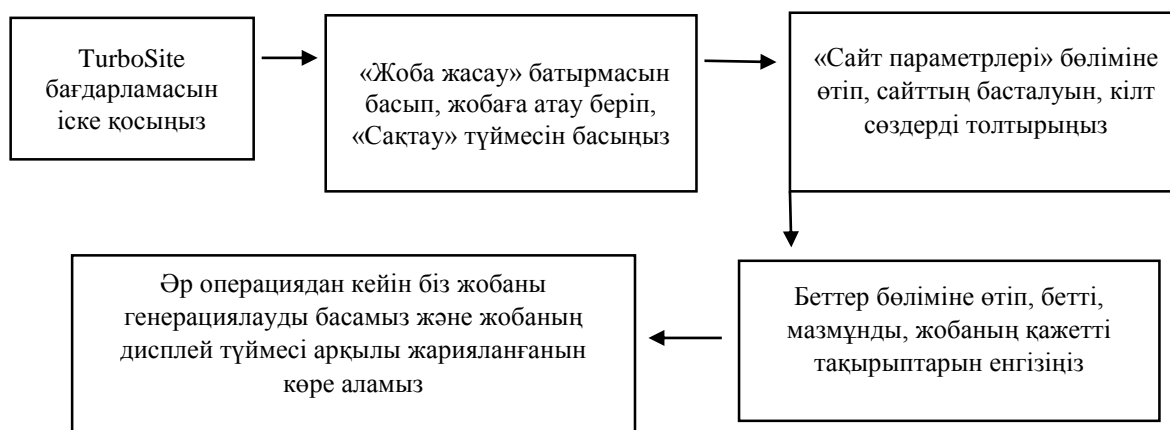 TurboSite
бағдарламасын
іске қосыңыз
«Жоба жасау» батырмасын
басып, жобаға атау беріп,
«Сақтау» түймесін басыңыз
«Сайт параметрлері» бөліміне
өтіп, сайттың басталуын, кілт
сөздерді толтырыңыз
Беттер бөліміне өтіп, бетті,
мазмұнды, жобаның қажетті
тақырыптарын енгізіңіз
Әр операциядан кейін біз жобаны
генерациялауды басамыз және жобаның
дисплей түймесі арқылы жарияланғанын
көре аламыз